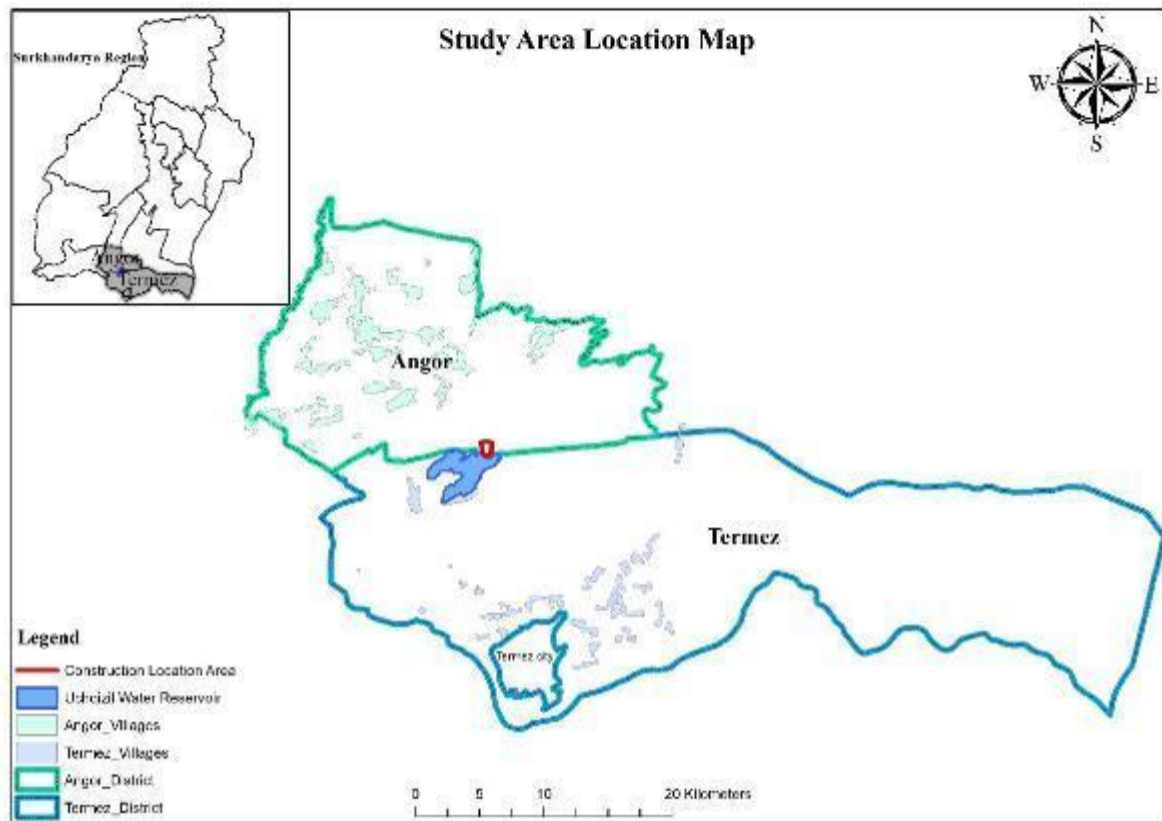 Study Area Location Map
N
W E
S
Surkhandarya Region
Angor
Termez
Angor
Termez
Termez city
Legend
Construction Location Area
Uchqizil Water Reservoir
Angor_Villages
Termez_Villages
Angor_District
Termez_District
0 5 10 20 Kilometers